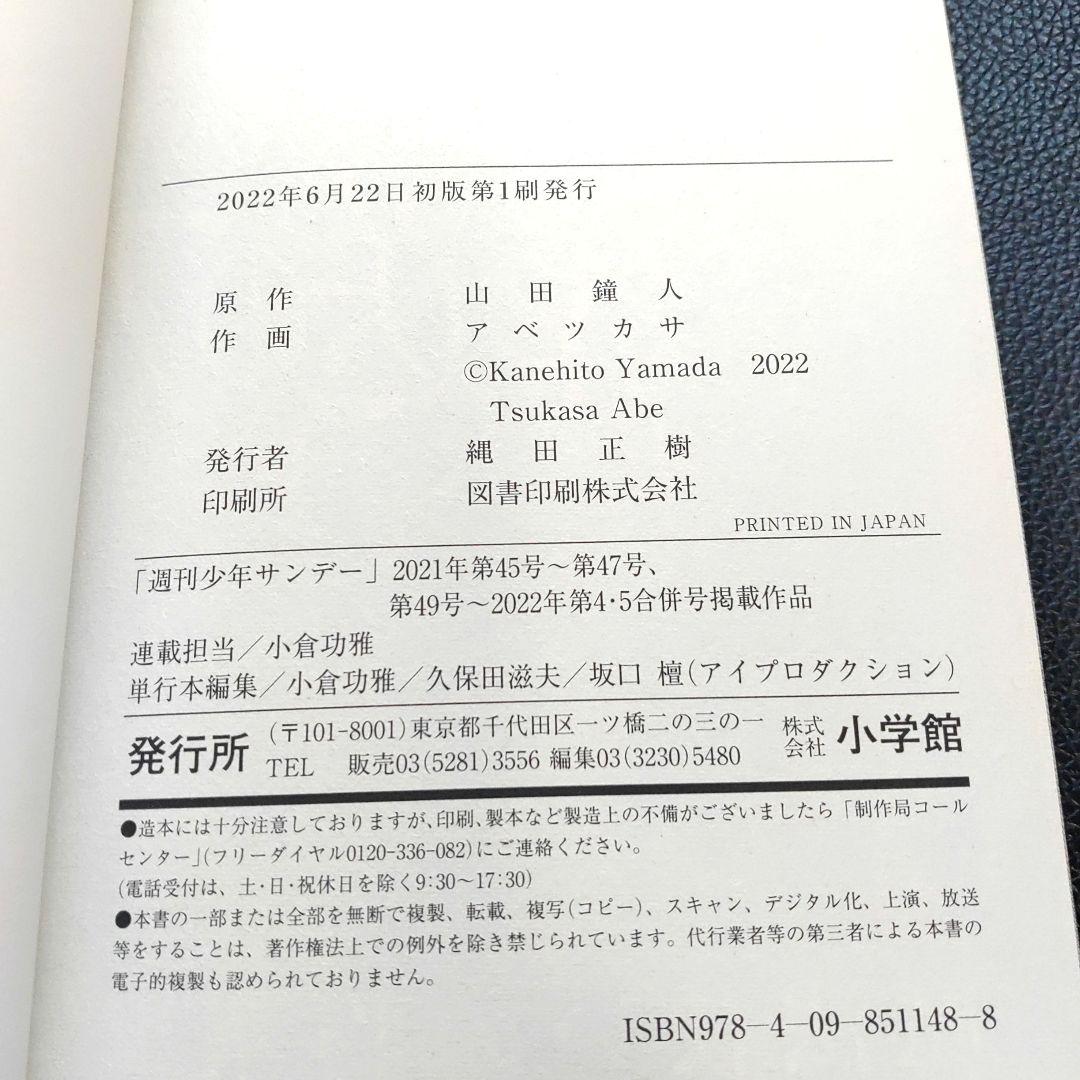 2022年6月22日初版第1刷発行
原 作 山 田 鐘 人
作 画 ア ベ ツ カ サ
©Kanehito Yamada 2022
Tsukasa Abe
発行者 縄 田 正 樹
印刷所 図書印刷株式会社
PRINTED IN JAPAN
「週刊少年サンデー」2021年第45号～第47号、
第49号～2022年第4・5合併号掲載作品
連載担当／小倉功雅
単行本編集／小倉功雅／久保田滋夫／坂口 檀(アイプロダクション)
発行所 (〒101-8001)東京都千代田区一ツ橋二の三の一 株式会社 小学館
TEL 販売03(5281)3556 編集03(3230)5480
●造本には十分注意しておりますが、印刷、製本など製造上の不備がございましたら「制作局コール
センター」(フリーダイヤル0120-336-082)にご連絡ください。
(電話受付は、土・日・祝休日を除く9:30～17:30)
●本書の一部または全部を無断で複製、転載、複写(コピー)、スキャン、デジタル化、上演、放送
等をすることは、著作権法上での例外を除き禁じられています。代行業者等の第三者による本書の
電子的複製も認められておりません。
ISBN978-4-09-851148-8